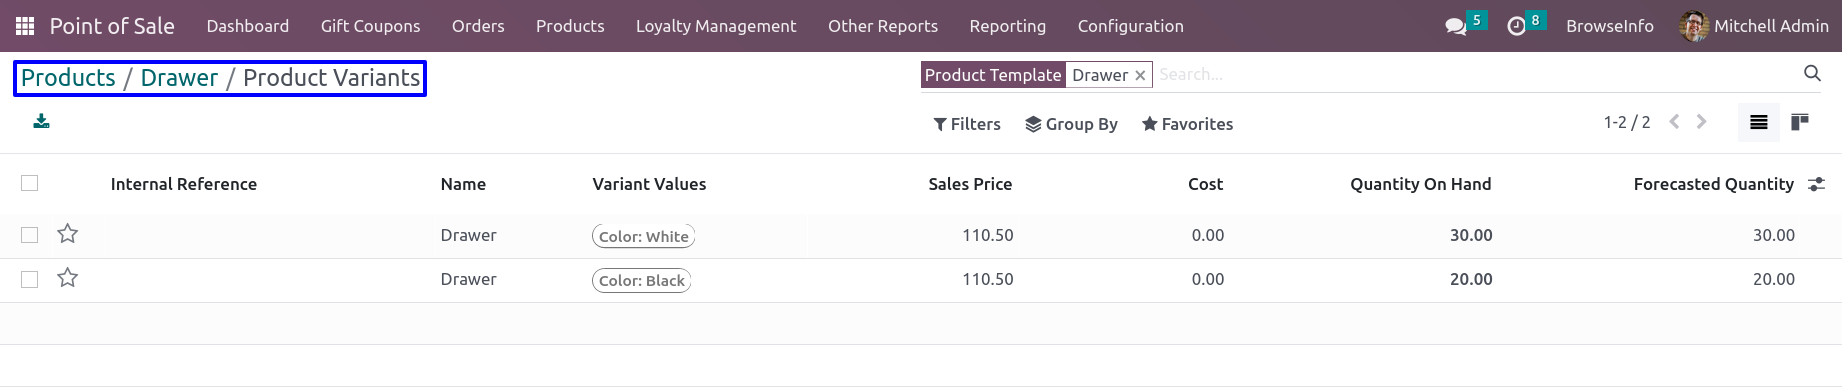 Point of Sale Dashboard Gift Coupons Orders Products Loyalty Management Other Reports Reporting Configuration 5 8 BrowseInfo Mitchell Admin
Products / Drawer / Product Variants Product Template Drawer × Search...
Filters Group By Favorites 1-2 / 2
Internal Reference Name Variant Values Sales Price Cost Quantity On Hand Forecasted Quantity
Drawer Color: White 110.50 0.00 30.00 30.00
Drawer Color: Black 110.50 0.00 20.00 20.00